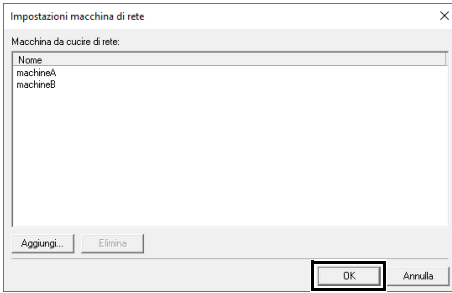 Impostazioni macchina di rete
Macchina da cucire di rete:
Nome
machineA
machineB
Aggiungi... Elimina
OK Annulla